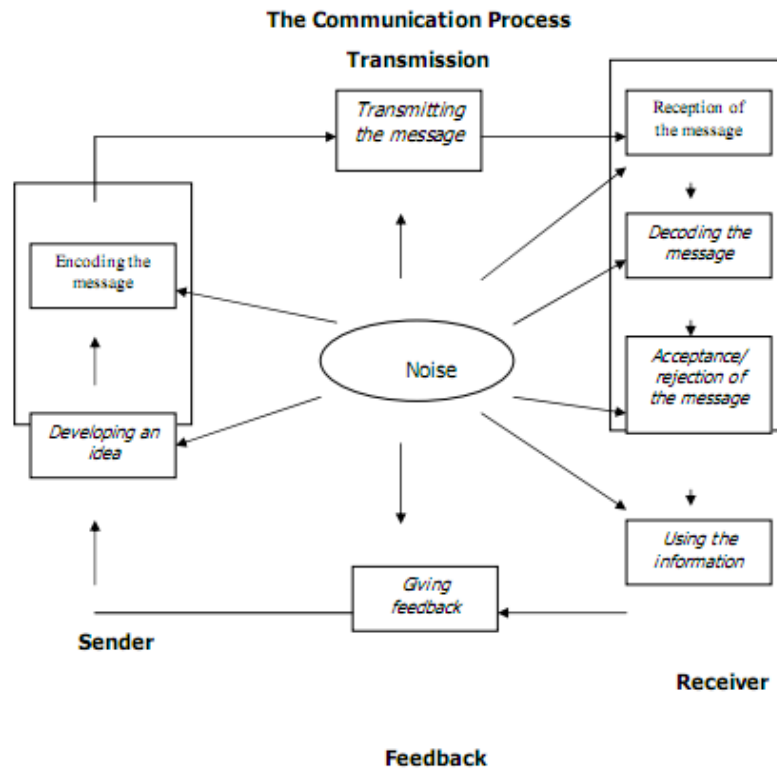 The Communication Process
Transmission
Transmitting
the message
Reception of
the message
Encoding the
message
Decoding the
message
Noise
Acceptance/
rejection of
the message
Developing an
idea
Using the
information
Giving
feedback
Sender
Receiver
Feedback